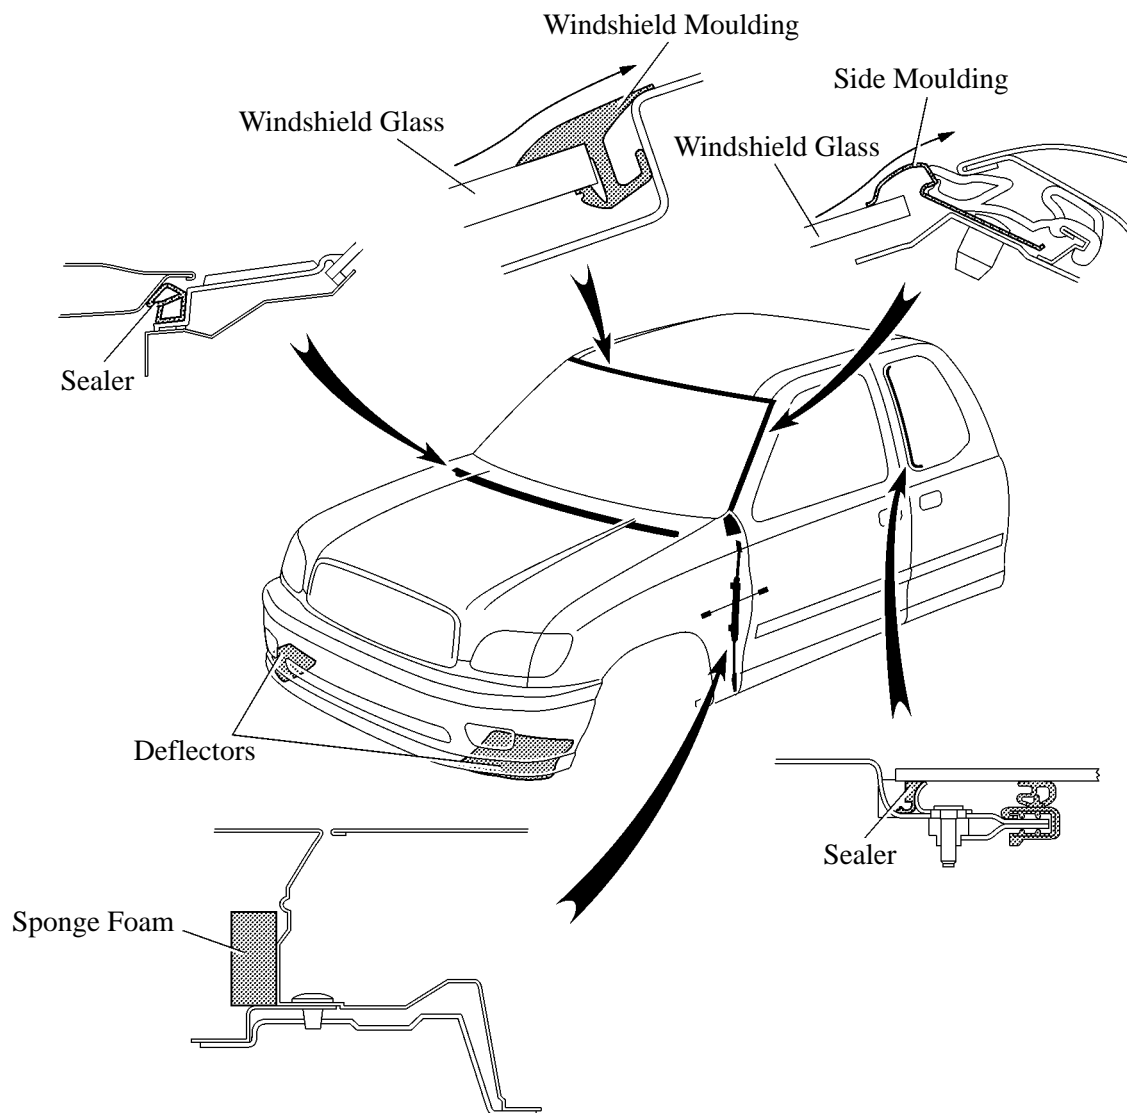 Windshield Moulding
Side Moulding
Windshield Glass
Windshield Glass
Sealer
Deflectors
Sealer
Sponge Foam